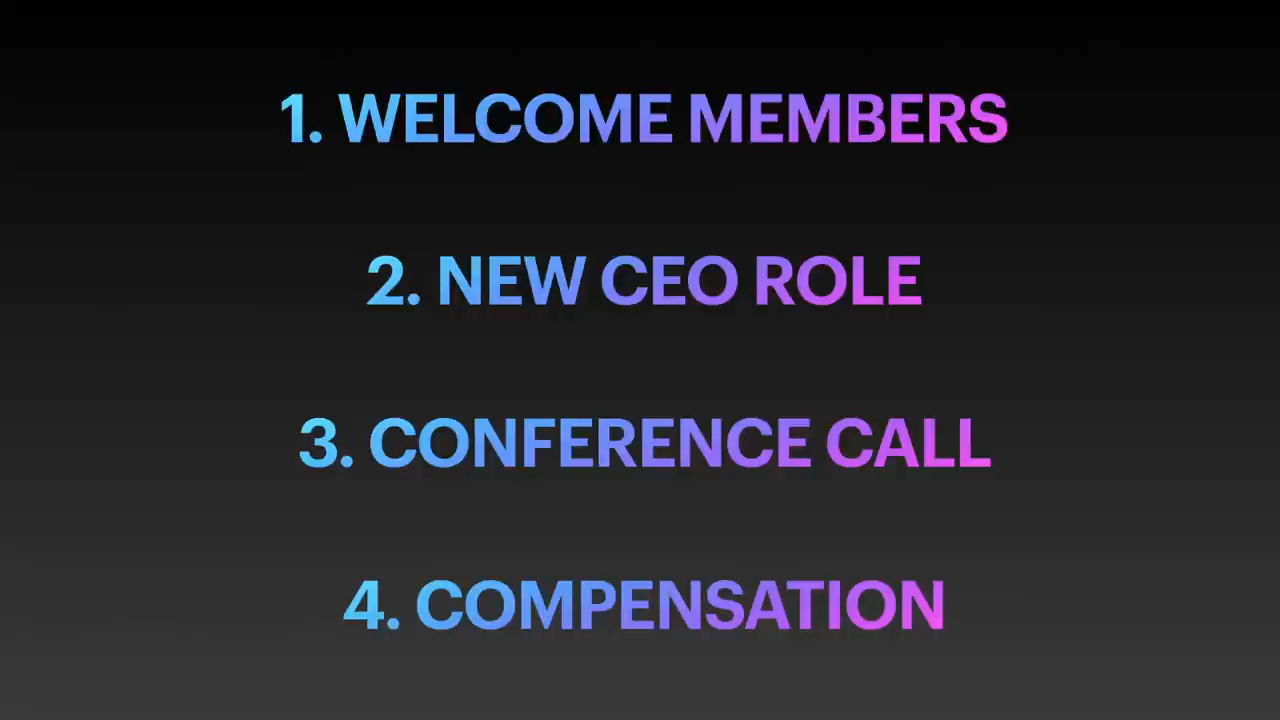 1. WELCOME MEMBERS
2. NEW CEO ROLE
3. CONFERENCE CALL
4. COMPENSATION